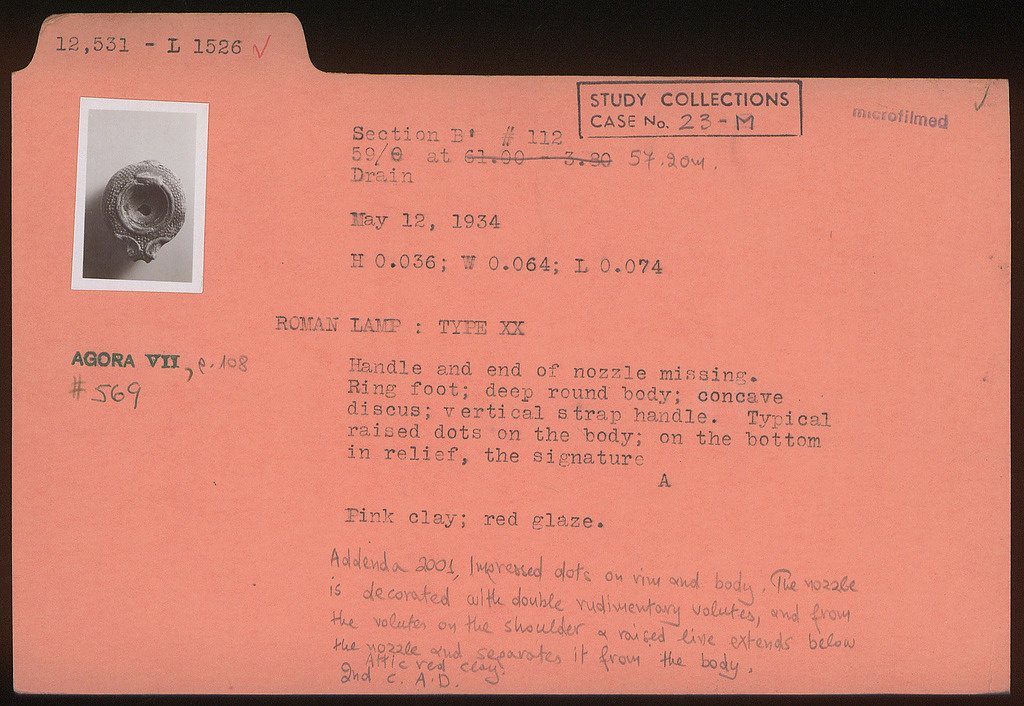 12,531 - L 1526 ✓
STUDY COLLECTIONS
CASE No. 23-M
microfilmed
Section B' # 112
59/Θ at 61.00 - 3.80 57.20m.
Drain
May 12, 1934
H 0.036; W 0.064; L 0.074
ROMAN LAMP : TYPE XX
AGORA VII, p. 108
# 569
Handle and end of nozzle missing.
Ring foot; deep round body; concave
discus; vertical strap handle. Typical
raised dots on the body; on the bottom
in relief, the signature
A
Pink clay; red glaze.
Addenda 2001, Impressed dots on rim and body. The nozzle
is decorated with double rudimentary volutes, and from
the volutes on the shoulder a raised line extends below
the nozzle and separates it from the body.
Attic red clay.
2nd c. A.D.